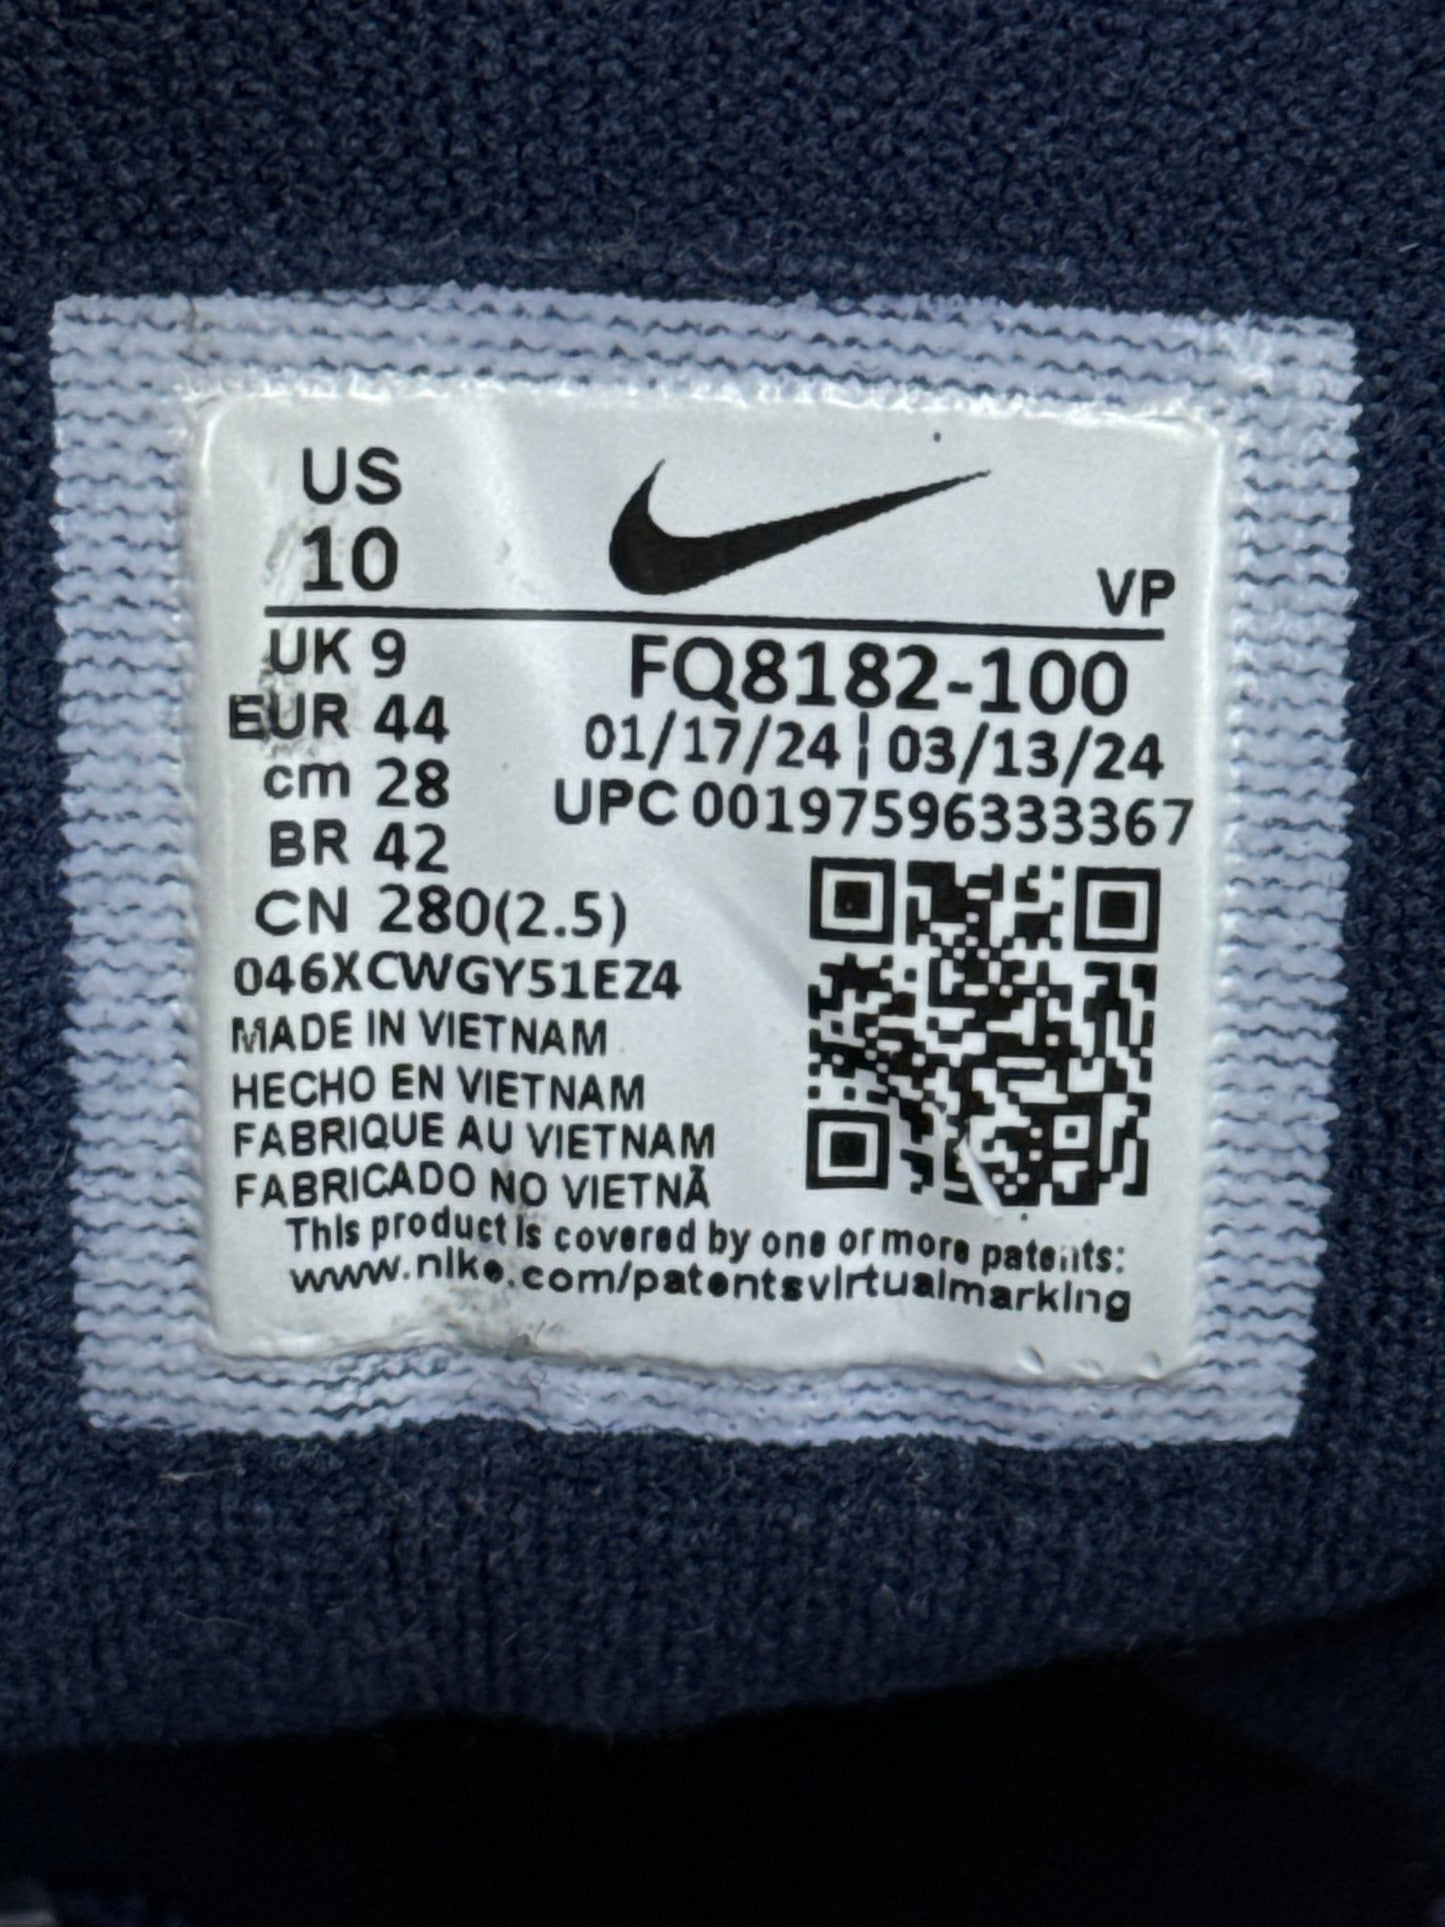 US
10
VP
UK 9
EUR 44
cm 28
BR 42
CN 280(2.5)
FQ8182-100
01/17/24 | 03/13/24
UPC 00197596333367
046XCWGY51EZ4
MADE IN VIETNAM
HECHO EN VIETNAM
FABRIQUE AU VIETNAM
FABRICADO NO VIETNÃ
This product is covered by one or more patents:
www.nike.com/patentsvirtualmarking